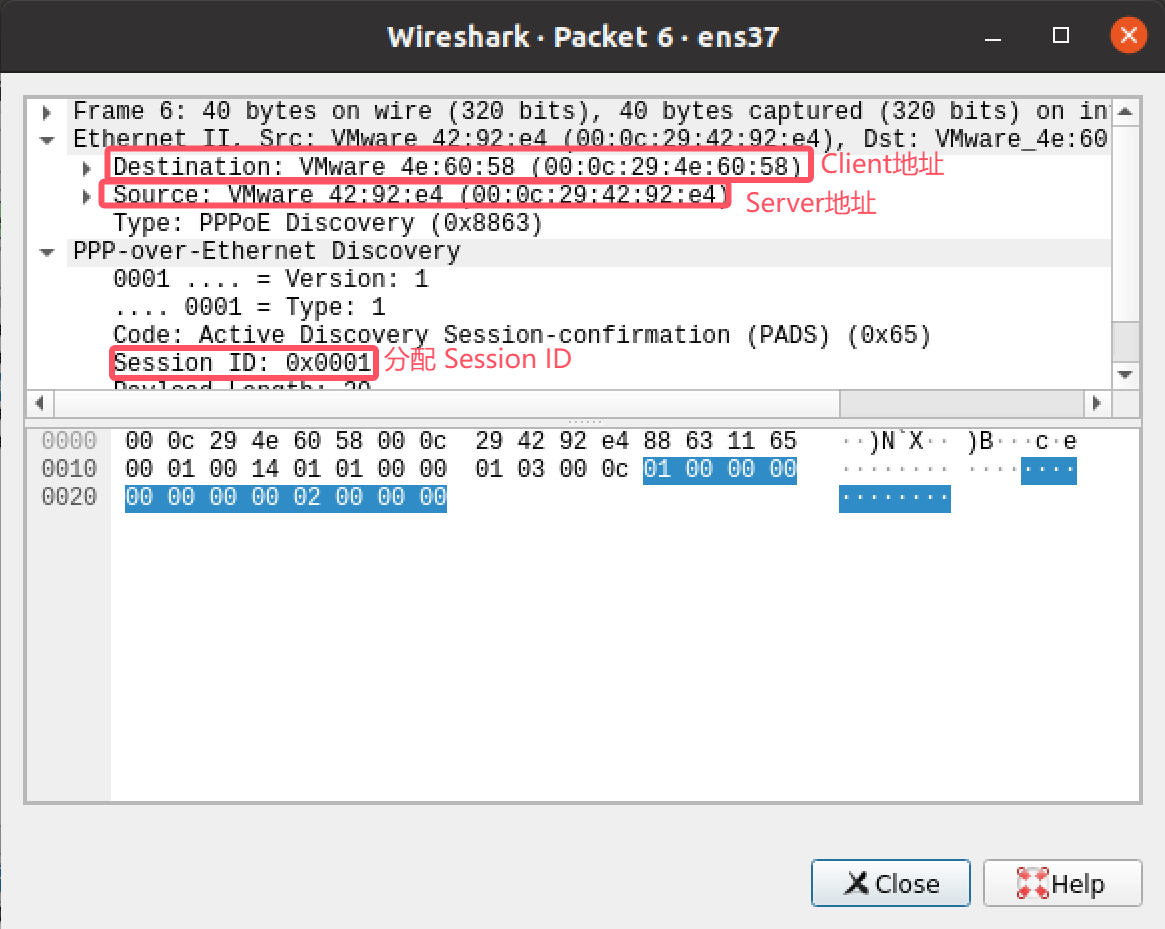 Wireshark · Packet 6 · ens37
Frame 6: 40 bytes on wire (320 bits), 40 bytes captured (320 bits) on in
Ethernet II, Src: VMware_42:92:e4 (00:0c:29:42:92:e4), Dst: VMware_4e:60
Destination: VMware_4e:60:58 (00:0c:29:4e:60:58) Client地址
Source: VMware_42:92:e4 (00:0c:29:42:92:e4) Server地址
Type: PPPoE Discovery (0x8863)
PPP-over-Ethernet Discovery
0001 .... = Version: 1
.... 0001 = Type: 1
Code: Active Discovery Session-confirmation (PADS) (0x65)
Session ID: 0x0001 分配 Session ID
Payload Length: 20
0000 00 0c 29 4e 60 58 00 0c 29 42 92 e4 88 63 11 65 ··)N`X·· )B···c·e
0010 00 01 00 14 01 01 00 00 01 03 00 0c 01 00 00 00 ········ ········
0020 00 00 00 00 02 00 00 00 ········
Close
Help